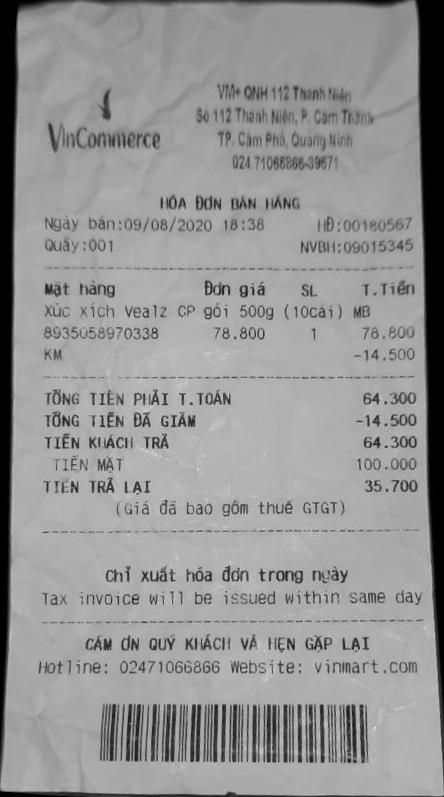 VinCommerce
VM+ QNH 112 Thanh Niên
Số 112 Thanh Niên, P. Cẩm Thành
TP. Cẩm Phả, Quảng Ninh
024.71066866-39671
HÓA ĐƠN BÁN HÀNG
Ngày bán:09/08/2020 18:38 HĐ:00180567
Quầy:001 NVBH:09015345
Mặt hàng Đơn giá SL T.Tiền
Xúc xích Vealz CP gói 500g (10cái) MB
8935058970338 78.800 1 78.800
KM -14.500
TỔNG TIỀN PHẢI T.TOÁN 64.300
TỔNG TIỀN ĐÃ GIẢM -14.500
TIỀN KHÁCH TRẢ 64.300
TIỀN MẶT 100.000
TIỀN TRẢ LẠI 35.700
(Giá đã bao gồm thuế GTGT)
Chỉ xuất hóa đơn trong ngày
Tax invoice will be issued within same day
CẢM ƠN QUÝ KHÁCH VÀ HẸN GẶP LẠI
Hotline: 02471066866 Website: vinmart.com